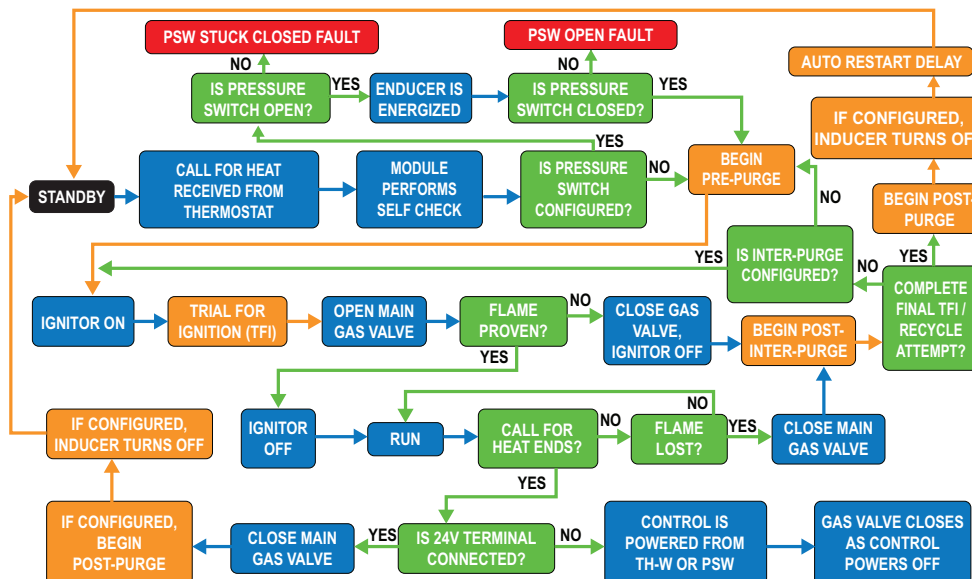 PSW STUCK CLOSED FAULT
PSW OPEN FAULT
NO
NO
AUTO RESTART DELAY
IS PRESSURE
SWITCH OPEN?
YES
ENDUCER IS
ENERGIZED
IS PRESSURE
SWITCH CLOSED?
YES
IF CONFIGURED,
INDUCER TURNS OFF
YES
STANDBY
CALL FOR HEAT
RECEIVED FROM
THERMOSTAT
MODULE
PERFORMS
SELF CHECK
IS PRESSURE
SWITCH
CONFIGURED?
NO
BEGIN
PRE-PURGE
NO
BEGIN POST-
PURGE
YES
IS INTER-PURGE
CONFIGURED?
NO
YES
COMPLETE
FINAL TFI /
RECYCLE
ATTEMPT?
IGNITOR ON
TRIAL FOR
IGNITION (TFI)
OPEN MAIN
GAS VALVE
FLAME
PROVEN?
NO
CLOSE GAS
VALVE,
IGNITOR OFF
BEGIN POST-
INTER-PURGE
YES
IGNITOR
OFF
RUN
CALL FOR
HEAT ENDS?
NO
FLAME
LOST?
NO
YES
CLOSE MAIN
GAS VALVE
IF CONFIGURED,
INDUCER TURNS OFF
YES
IF CONFIGURED,
BEGIN
POST-PURGE
CLOSE MAIN
GAS VALVE
YES
IS 24V TERMINAL
CONNECTED?
NO
CONTROL IS
POWERED FROM
TH-W OR PSW
GAS VALVE CLOSES
AS CONTROL
POWERS OFF